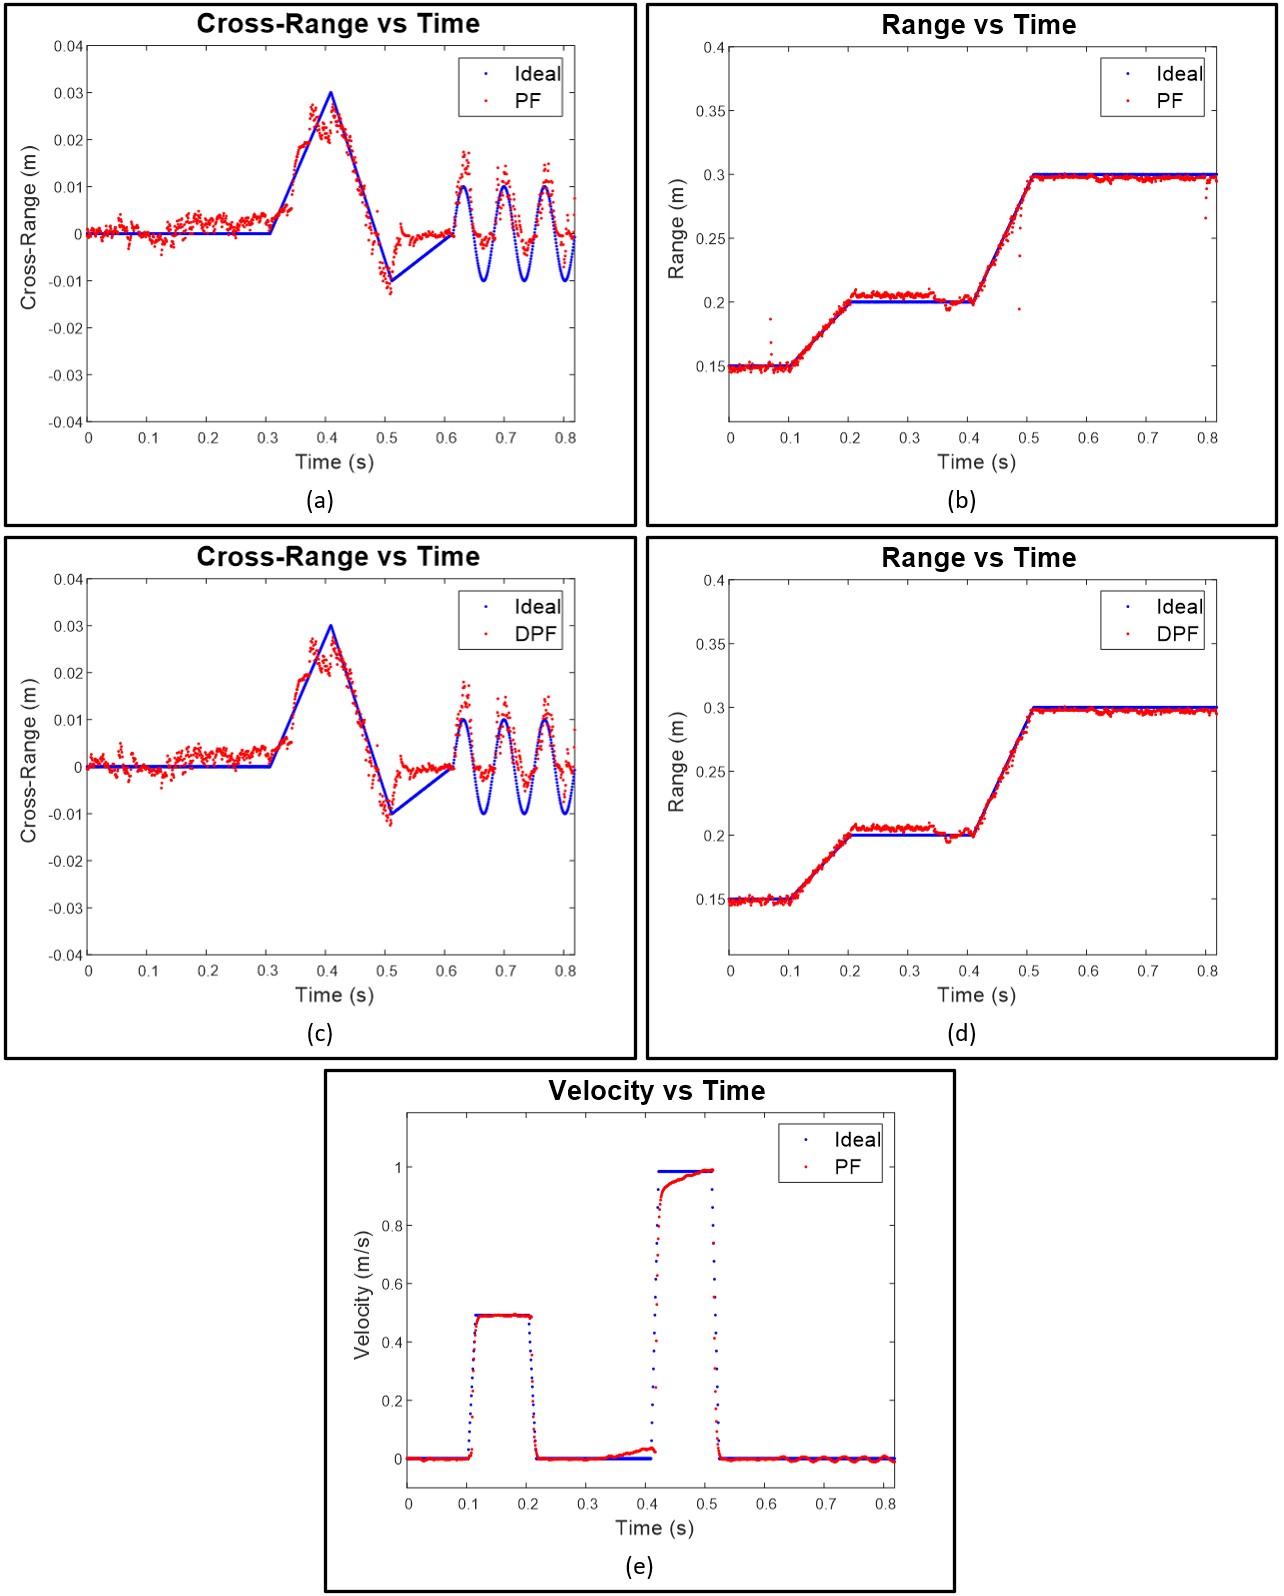 Cross-Range vs Time
0.04
0.03
0.02
0.01
0
-0.01
-0.02
-0.03
-0.04
Cross-Range (m)
Ideal
PF
0 0.1 0.2 0.3 0.4 0.5 0.6 0.7 0.8
Time (s)
(a)
Range vs Time
0.4
0.35
0.3
0.25
0.2
0.15
Range (m)
Ideal
PF
0 0.1 0.2 0.3 0.4 0.5 0.6 0.7 0.8
Time (s)
(b)
Cross-Range vs Time
0.04
0.03
0.02
0.01
0
-0.01
-0.02
-0.03
-0.04
Cross-Range (m)
Ideal
DPF
0 0.1 0.2 0.3 0.4 0.5 0.6 0.7 0.8
Time (s)
(c)
Range vs Time
0.4
0.35
0.3
0.25
0.2
0.15
Range (m)
Ideal
DPF
0 0.1 0.2 0.3 0.4 0.5 0.6 0.7 0.8
Time (s)
(d)
Velocity vs Time
1
0.8
0.6
0.4
0.2
0
Velocity (m/s)
Ideal
PF
0 0.1 0.2 0.3 0.4 0.5 0.6 0.7 0.8
Time (s)
(e)